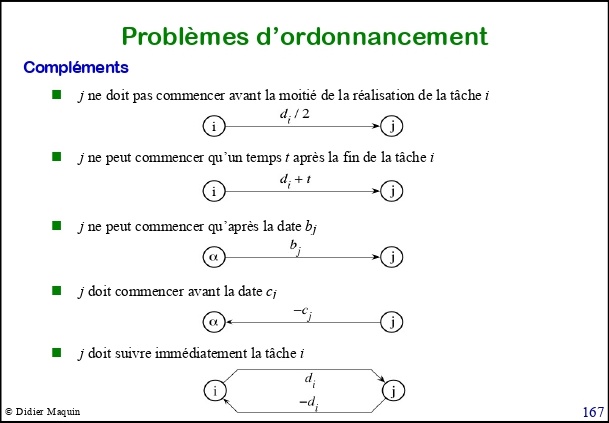 Problèmes d'ordonnancement
Compléments
j ne doit pas commencer avant la moitié de la réalisation de la tâche i
i d_i / 2 j
j ne peut commencer qu'un temps t après la fin de la tâche i
i d_i + t j
j ne peut commencer qu'après la date b_j
α b_j j
j doit commencer avant la date c_j
α −c_j j
j doit suivre immédiatement la tâche i
d_i
i j
−d_i
© Didier Maquin 167